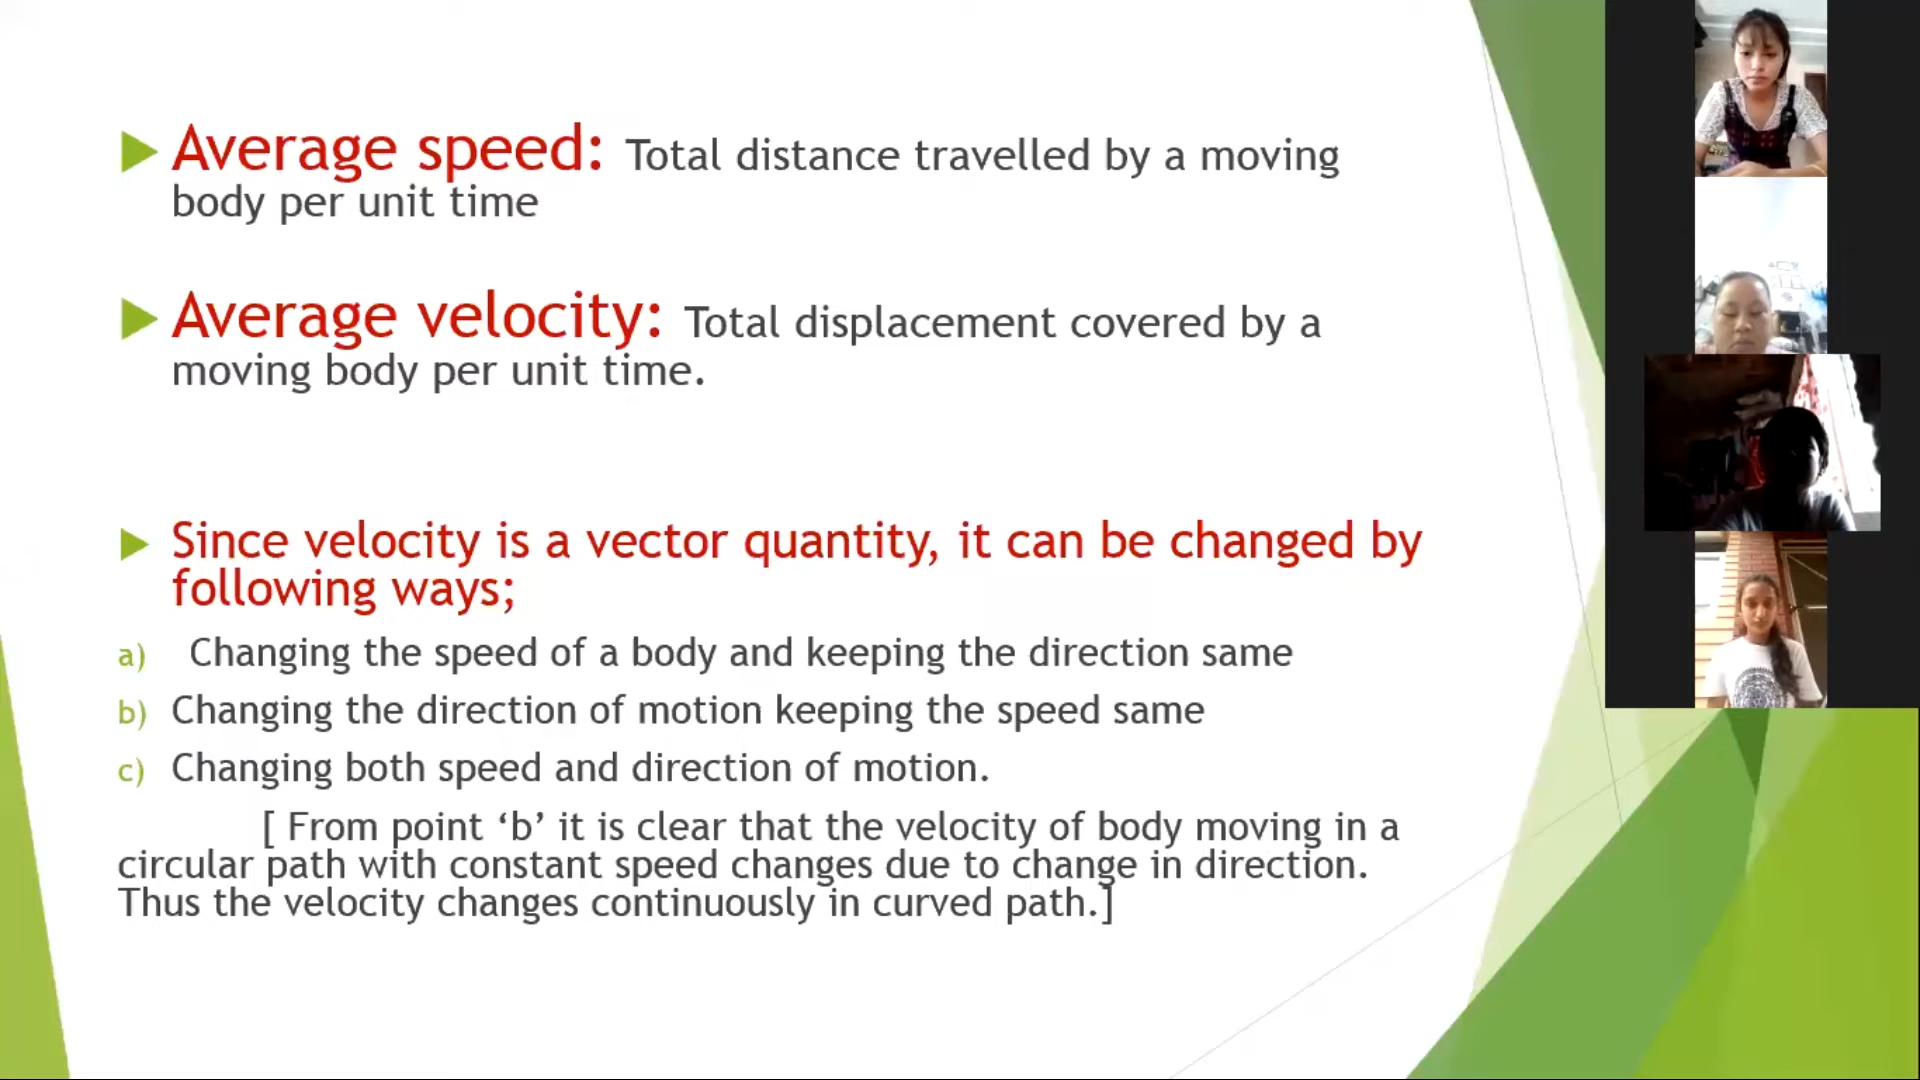 Average speed: Total distance travelled by a moving
body per unit time
Average velocity: Total displacement covered by a
moving body per unit time.
Since velocity is a vector quantity, it can be changed by
following ways;
a) Changing the speed of a body and keeping the direction same
b) Changing the direction of motion keeping the speed same
c) Changing both speed and direction of motion.
[ From point ‘b’ it is clear that the velocity of body moving in a
circular path with constant speed changes due to change in direction.
Thus the velocity changes continuously in curved path.]